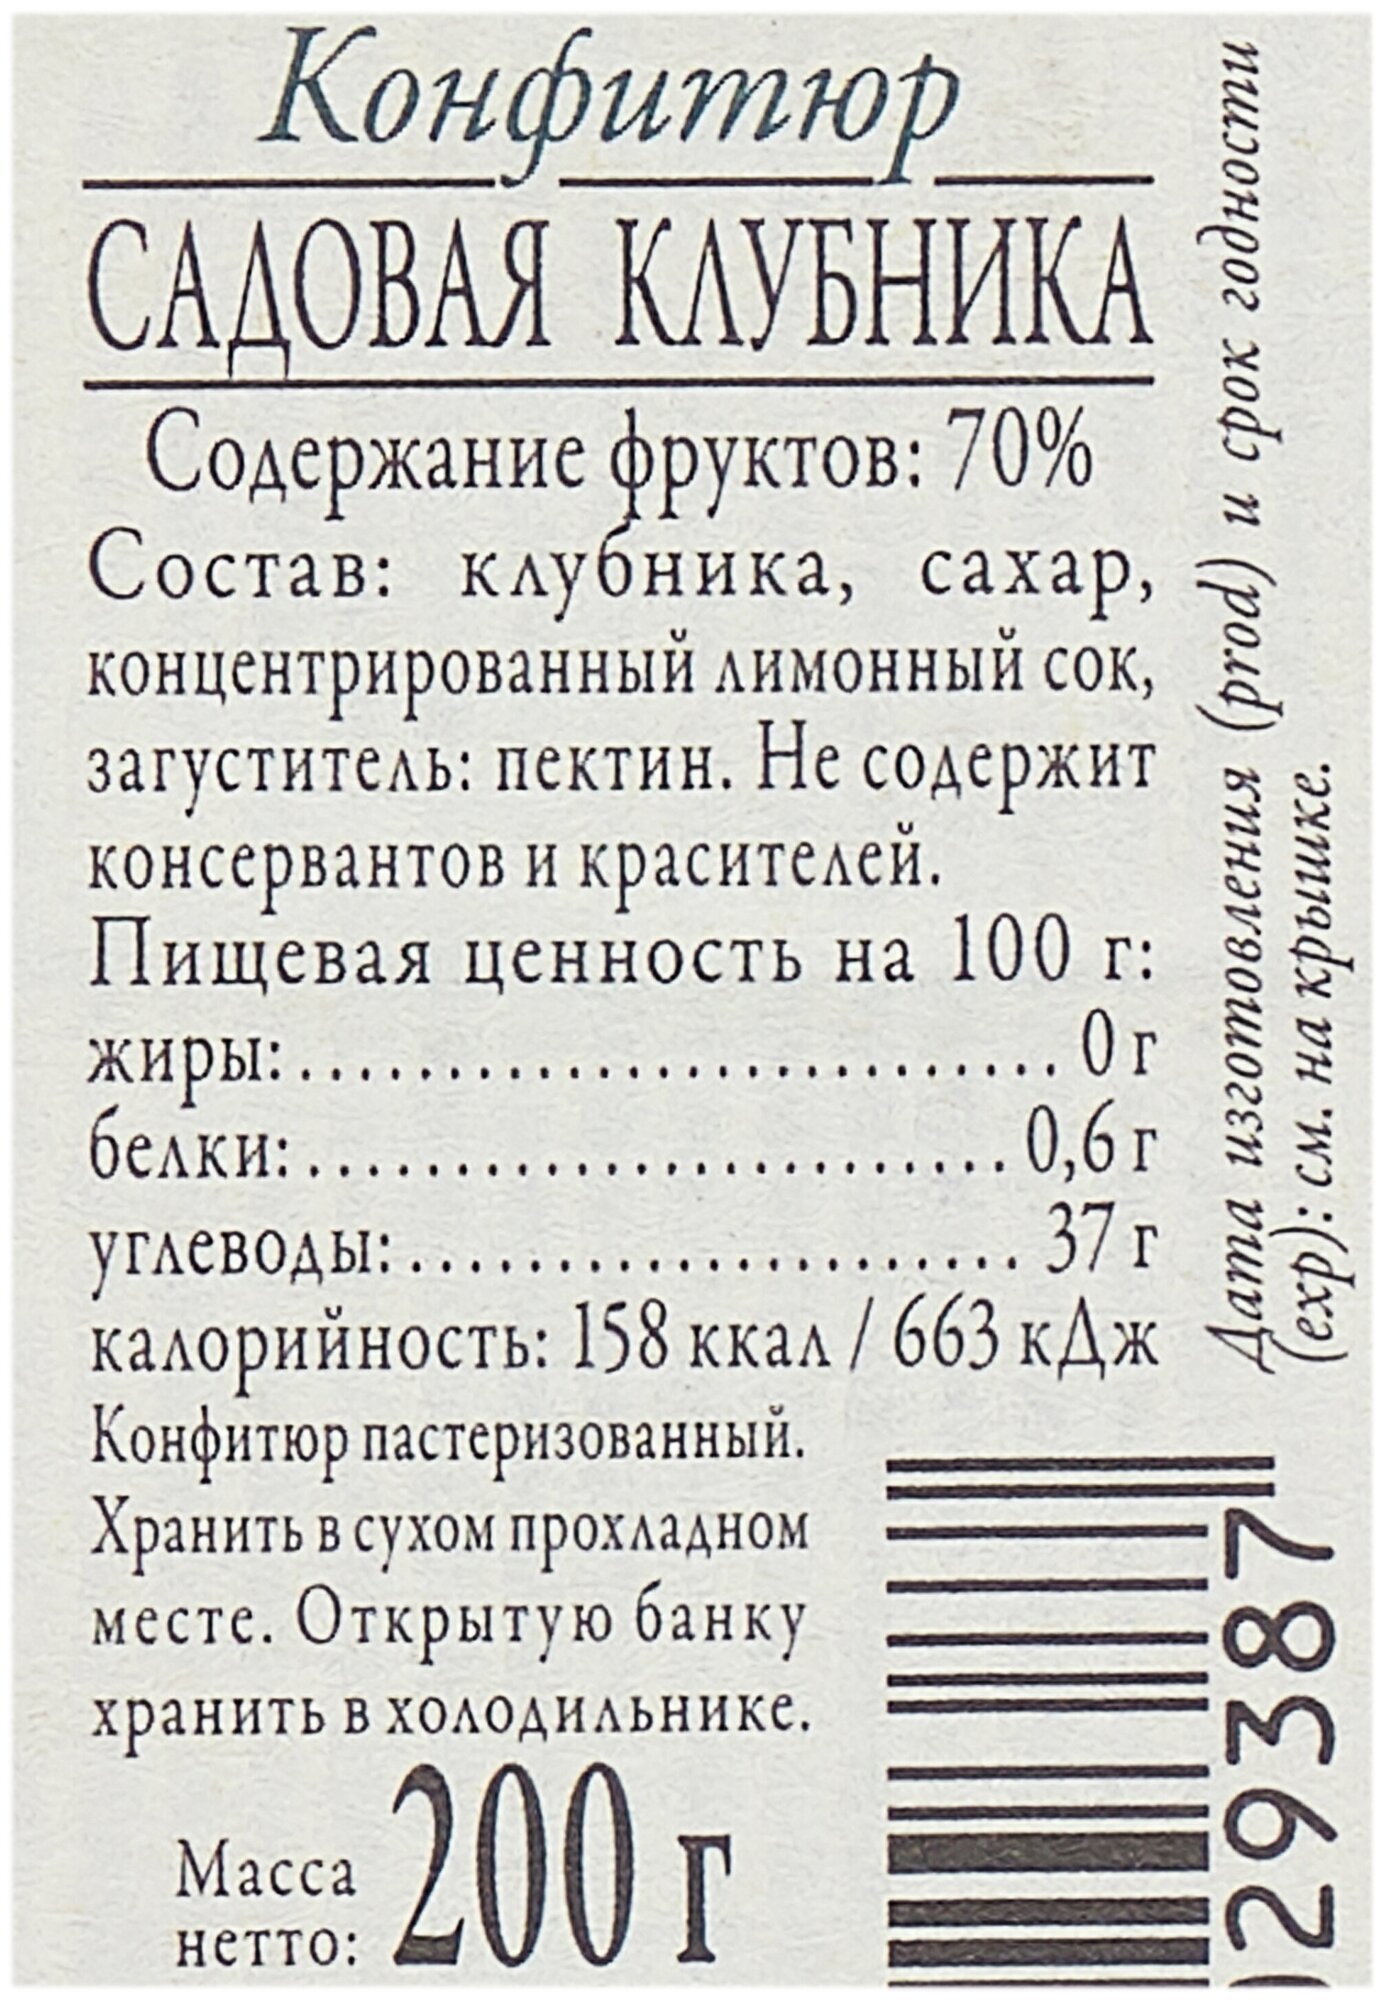 Конфитюр
САДОВАЯ КЛУБНИКА
Содержание фруктов: 70%
Состав: клубника, сахар,
концентрированный лимонный сок,
загуститель: пектин. Не содержит
консервантов и красителей.
Пищевая ценность на 100 г:
жиры:.......................... 0 г
белки:........................ 0,6 г
углеводы:..................... 37 г
калорийность: 158 ккал / 663 кДж
Конфитюр пастеризованный.
Хранить в сухом прохладном
месте. Открытую банку
хранить в холодильнике.
Масса
нетто:
200 г
Дата изготовления (prod) и срок годности
(exp): см. на крышке.
029387